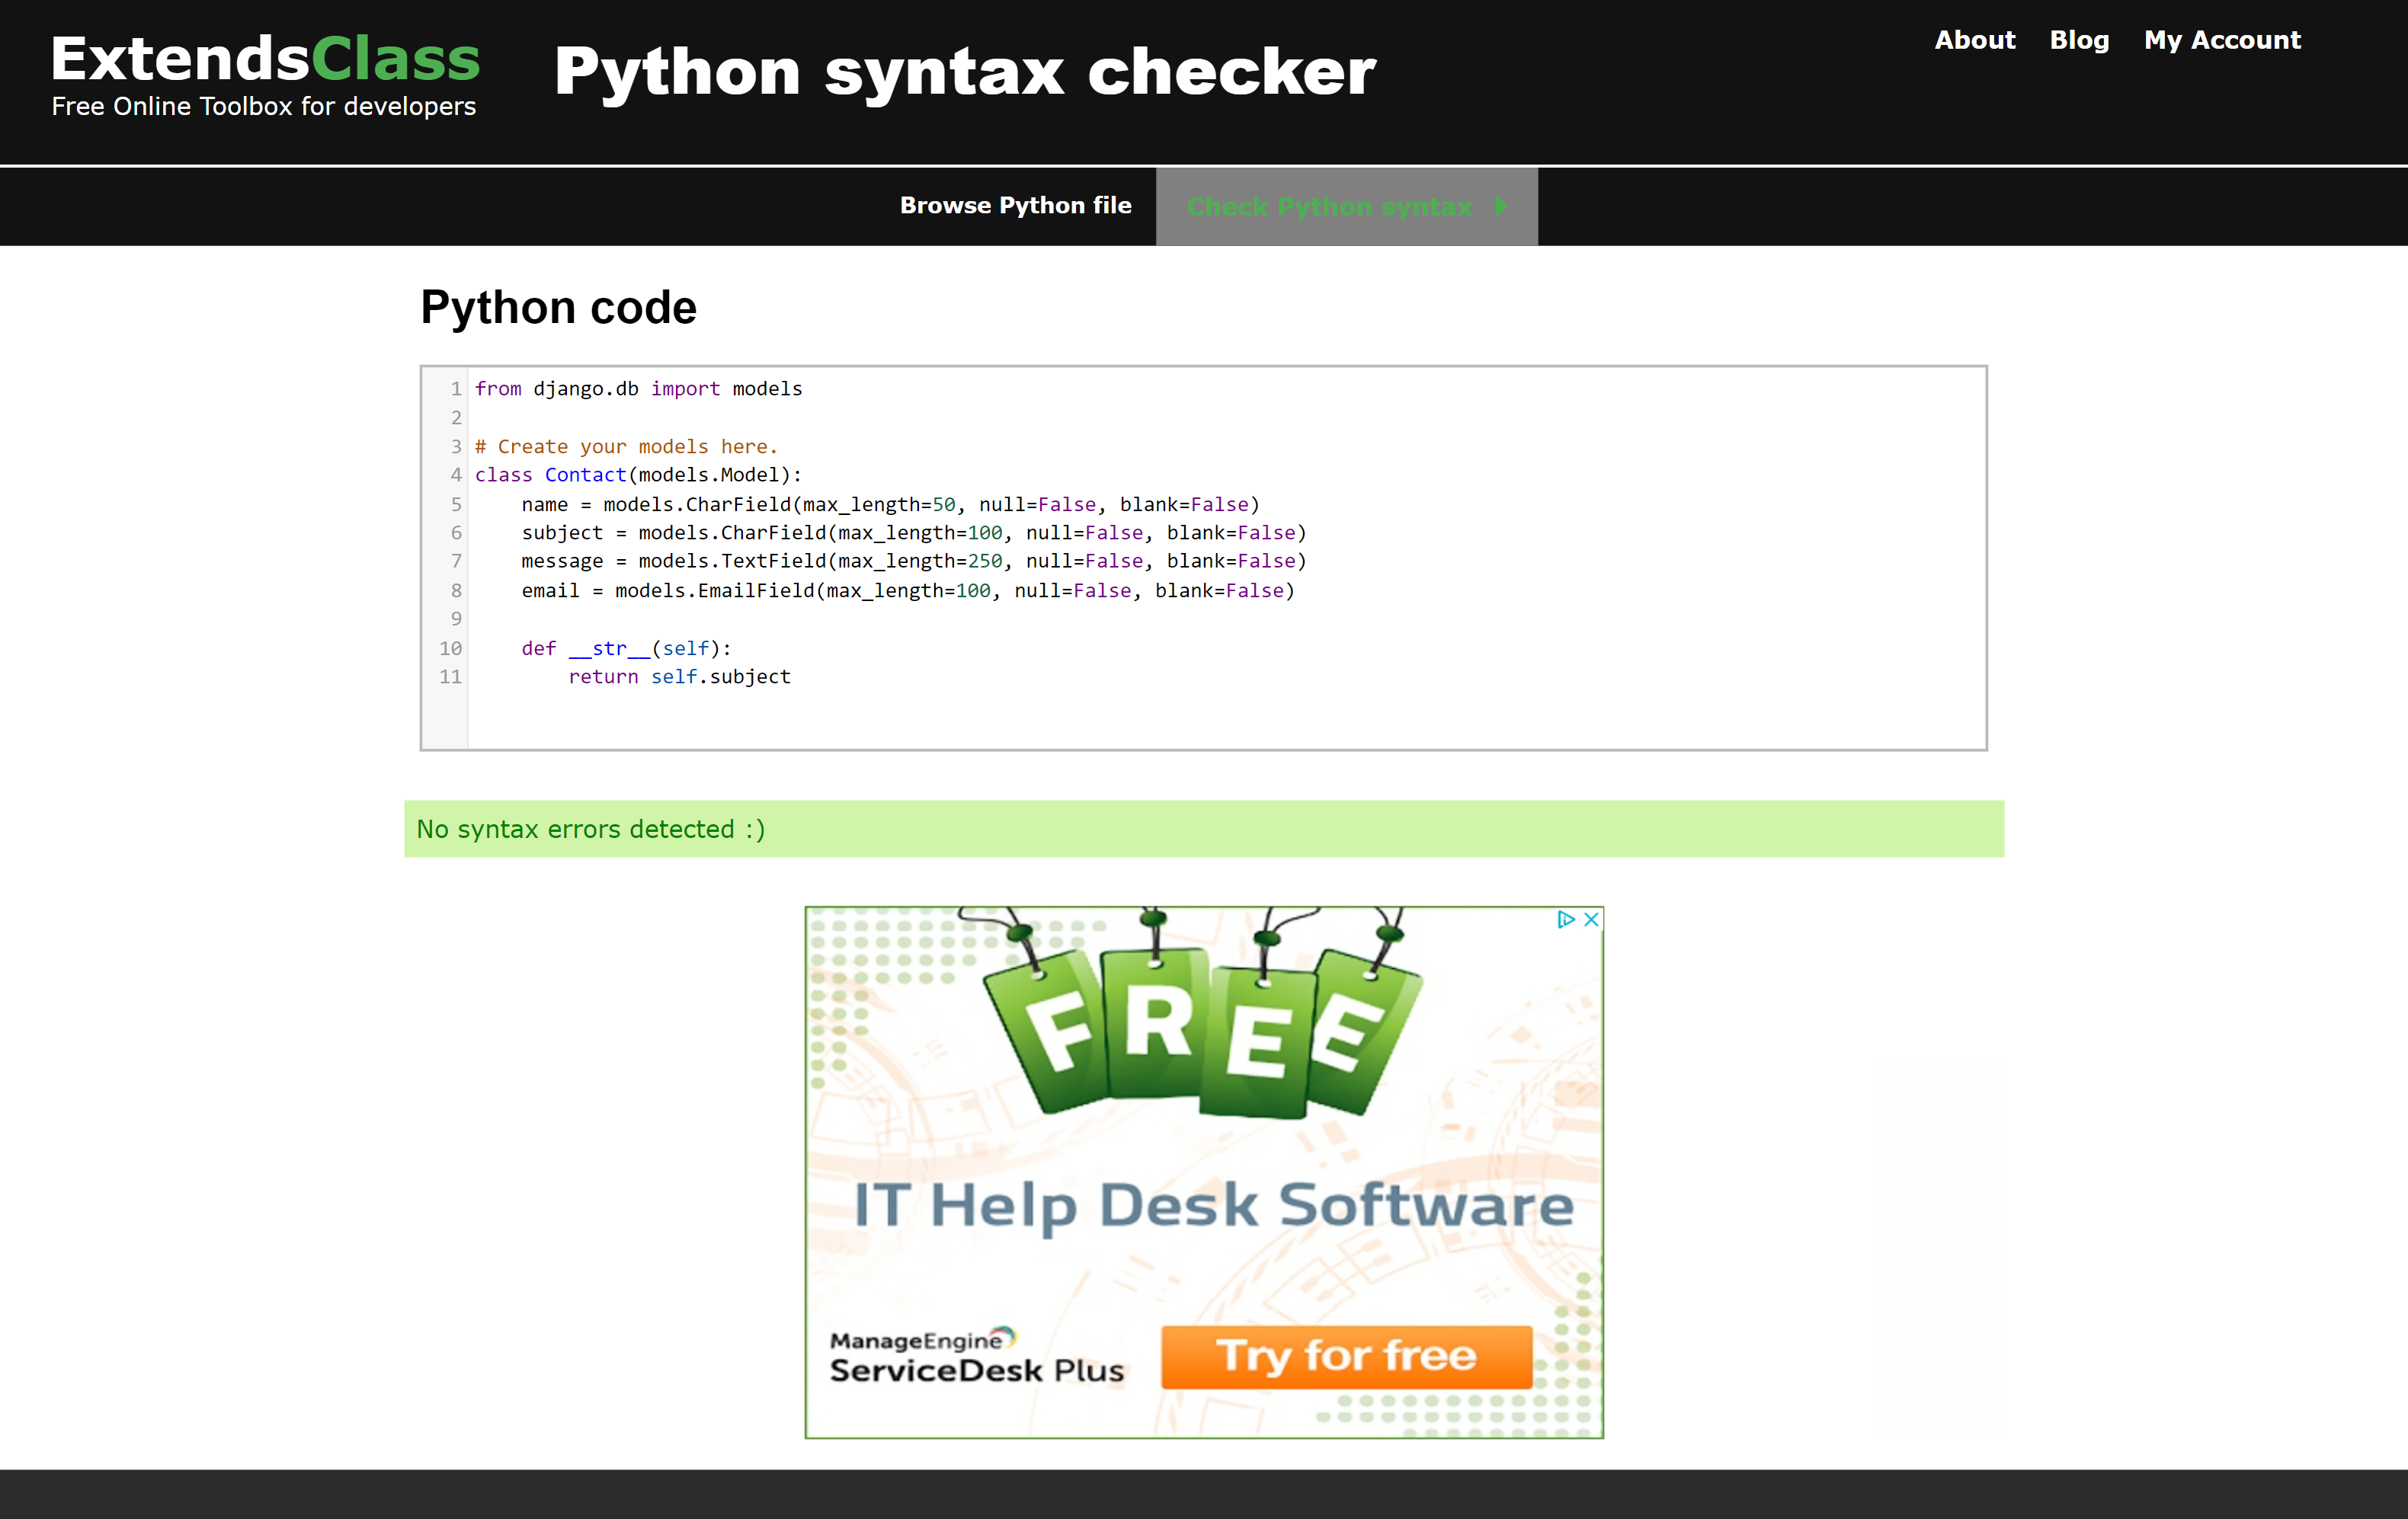 ExtendsClass
Free Online Toolbox for developers
Python syntax checker
About Blog My Account
Browse Python file Check Python syntax
Python code
1 from django.db import models
2
3 # Create your models here.
4 class Contact(models.Model):
5     name = models.CharField(max_length=50, null=False, blank=False)
6     subject = models.CharField(max_length=100, null=False, blank=False)
7     message = models.TextField(max_length=250, null=False, blank=False)
8     email = models.EmailField(max_length=100, null=False, blank=False)
9
10     def __str__(self):
11         return self.subject
No syntax errors detected :)
FREE
IT Help Desk Software
ManageEngine
ServiceDesk Plus
Try for free